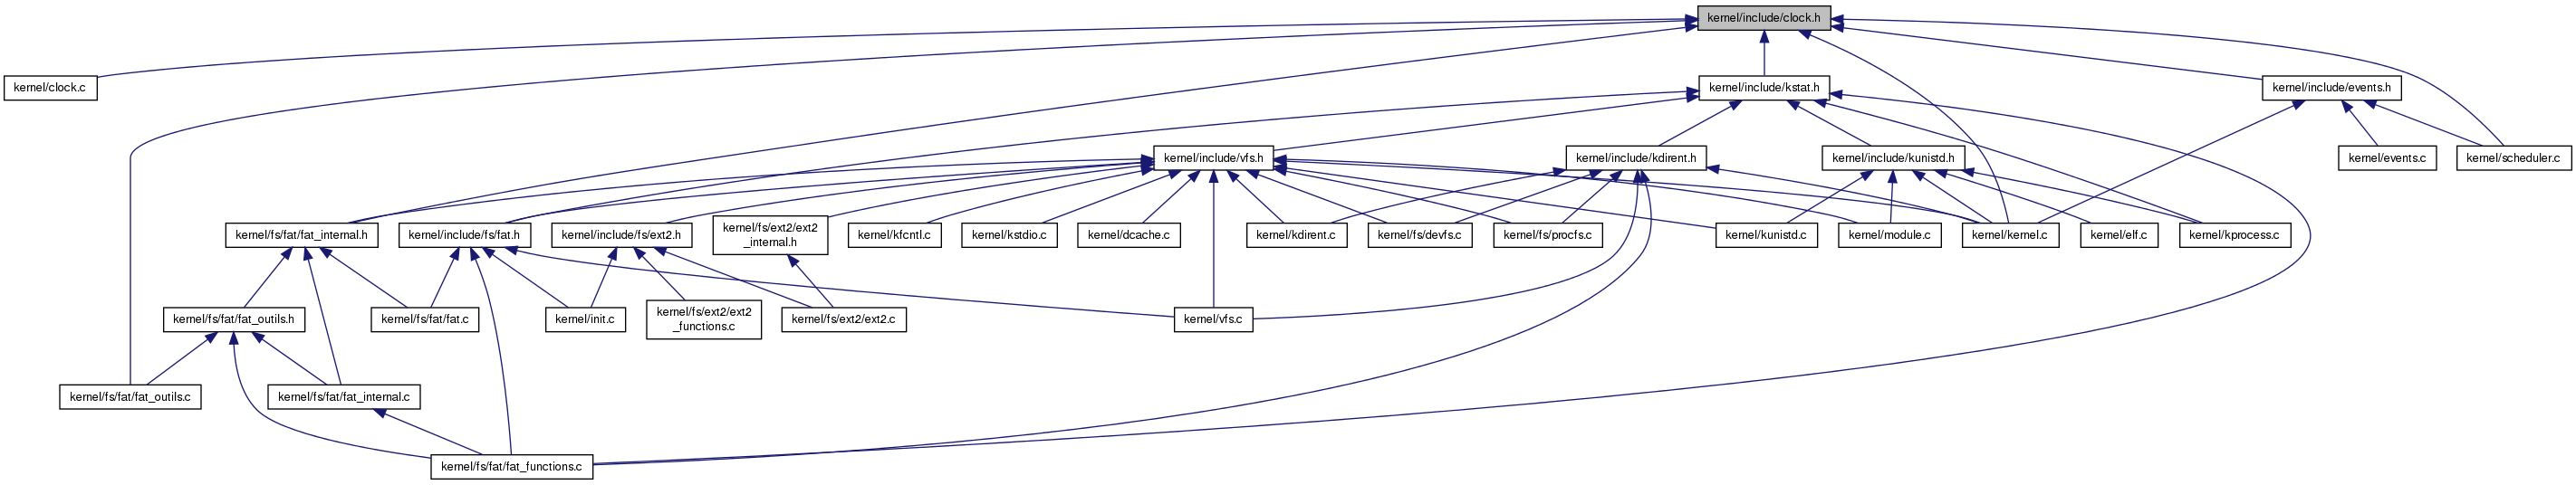 kernel/include/clock.h
kernel/clock.c
kernel/include/kstat.h
kernel/include/events.h
kernel/include/vfs.h
kernel/include/kdirent.h
kernel/include/kunistd.h
kernel/events.c
kernel/scheduler.c
kernel/fs/fat/fat_internal.h
kernel/include/fs/fat.h
kernel/include/fs/ext2.h
kernel/fs/ext2/ext2
_internal.h
kernel/kfcntl.c
kernel/kstdio.c
kernel/dcache.c
kernel/kdirent.c
kernel/fs/devfs.c
kernel/fs/procfs.c
kernel/kunistd.c
kernel/module.c
kernel/kernel.c
kernel/elf.c
kernel/kprocess.c
kernel/fs/fat/fat_outils.h
kernel/fs/fat/fat.c
kernel/init.c
kernel/fs/ext2/ext2
_functions.c
kernel/fs/ext2/ext2.c
kernel/vfs.c
kernel/fs/fat/fat_outils.c
kernel/fs/fat/fat_internal.c
kernel/fs/fat/fat_functions.c